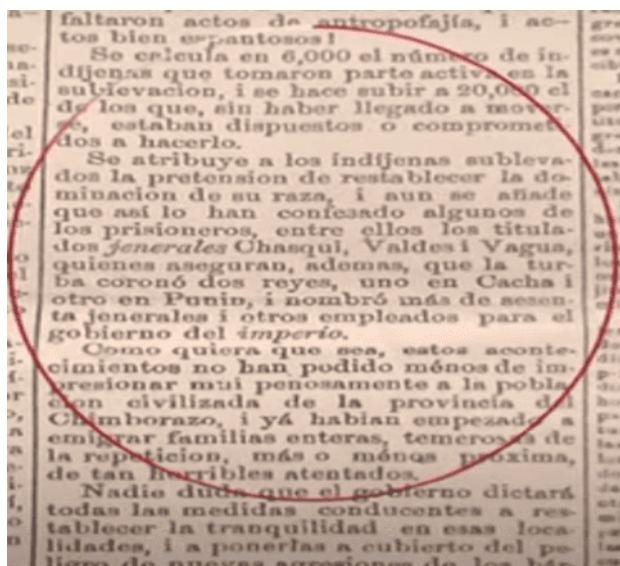 faltaron actos de antropofajía, i ac-
tos bien espantosos!
Se calcula en 6,000 el número de in-
díjenas que tomaron parte activa en la
sublevacion, i se hace subir a 20,000 el
de los que, sin haber llegado a mover-
se, estaban dispuestos o comprometi-
dos a hacerlo.
Se atribuye a los indíjenas subleva-
dos la pretension de restablecer la do-
minacion de su raza, i aun se añade
que así lo han confesado algunos de
los prisioneros, entre ellos los titula-
dos jenerales Chasqui, Valdes i Vagua,
quienes aseguran, ademas, que la tur-
ba coronó dos reyes, uno en Cacha i
otro en Punin, i nombró más de sesen-
ta jenerales i otros empleados para el
gobierno del imperio.
Como quiera que sea, estos aconte-
cimientos no han podido ménos de im-
presionar mui penosamente a la pobla-
cion civilizada de la provincia del
Chimborazo, i yá habian empezado a
emigrar familias enteras, temerosas de
la repeticion, más o ménos próxima,
de tan horribles atentados.
Nadie duda que el gobierno dictará
todas las medidas conducentes a res-
tablecer la tranquilidad en esas loca-
lidades, i a ponerlas a cubierto del pe-
ligro de nuevas agresiones de los